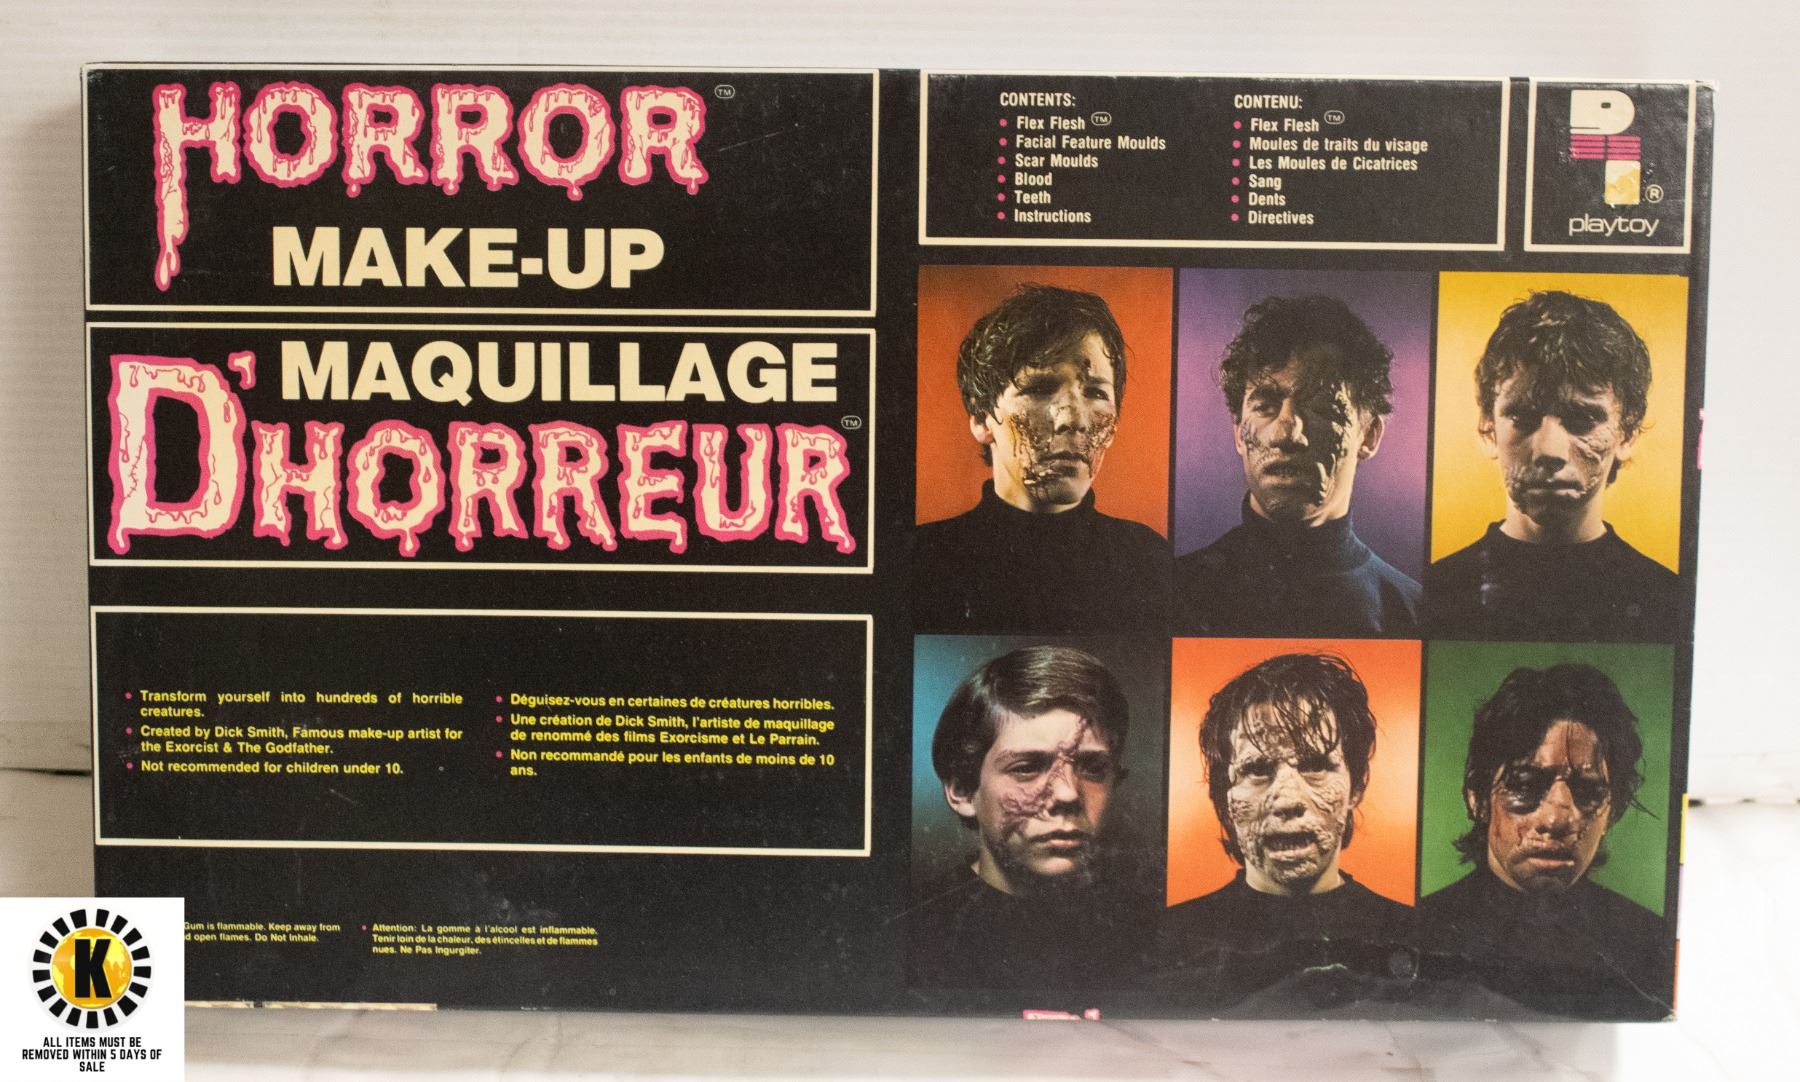 HORROR TM
MAKE-UP
MAQUILLAGE
D'HORREUR TM
CONTENTS:
• Flex Flesh TM
• Facial Feature Moulds
• Scar Moulds
• Blood
• Teeth
• Instructions
CONTENU:
• Flex Flesh TM
• Moules de traits du visage
• Les Moules de Cicatrices
• Sang
• Dents
• Directives
®
playtoy
• Transform yourself into hundreds of horrible
creatures.
• Created by Dick Smith, Famous make-up artist for
the Exorcist & The Godfather.
• Not recommended for children under 10.
• Déguisez-vous en certaines de créatures horribles.
• Une création de Dick Smith, l'artiste de maquillage
de renommé des films Exorcisme et Le Parrain.
• Non recommandé pour les enfants de moins de 10
ans.
Gum is flammable. Keep away from
open flames. Do Not Inhale.
• Attention: La gomme à l'alcool est inflammable.
Tenir loin de la chaleur, des étincelles et de flammes
nues. Ne Pas Ingurgiter.
K
ALL ITEMS MUST BE
REMOVED WITHIN 5 DAYS OF
SALE